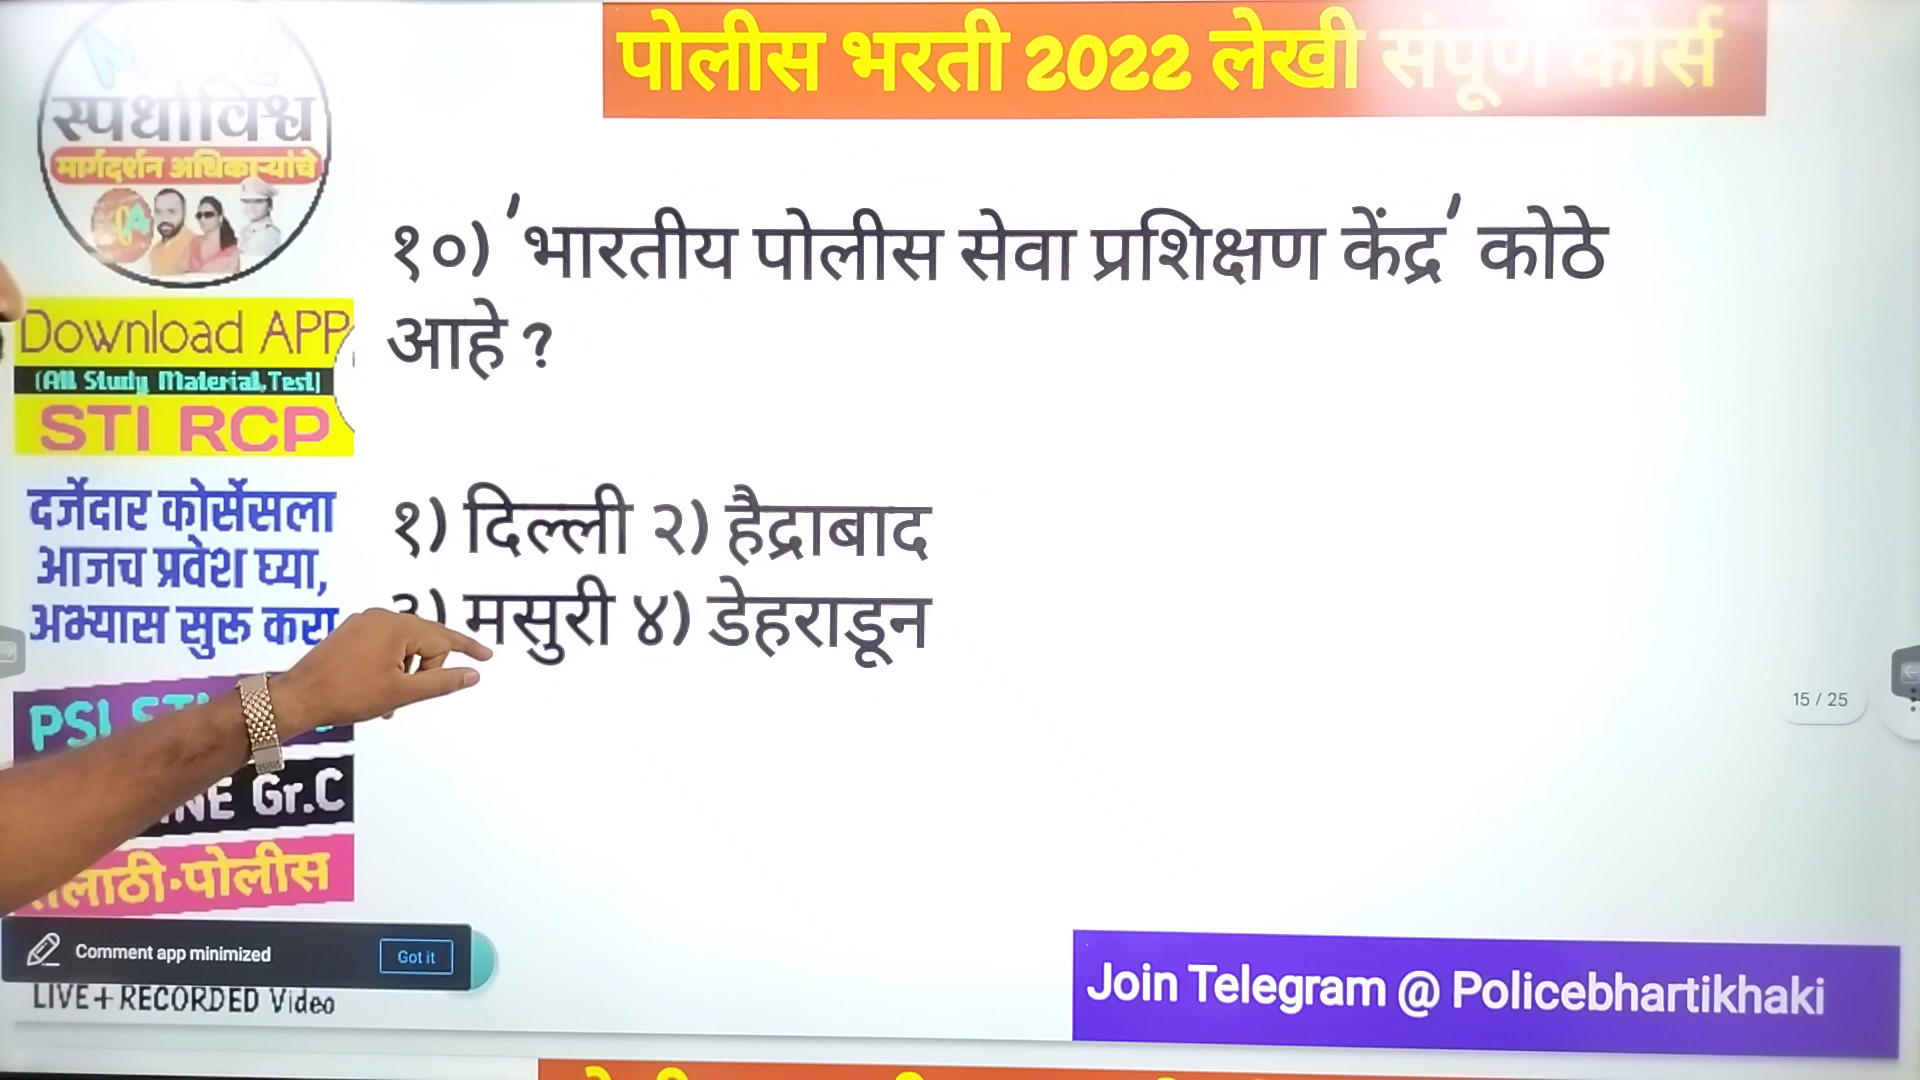 पोलीस भरती 2022 लेखी संपूर्ण कोर्स
स्पर्धाविश्व
मार्गदर्शन अधिकाऱ्यांचे
१०) 'भारतीय पोलीस सेवा प्रशिक्षण केंद्र' कोठे
आहे ?
१) दिल्ली २) हैद्राबाद
३) मसुरी ४) डेहराडून
Download APP
(All Study Material,Test)
STI RCP
दर्जेदार कोर्सेसला
आजच प्रवेश घ्या,
अभ्यास सुरू करा
PSI
Gr.C
पोलीस
Comment app minimized
Got it
LIVE+RECORDED Video
15 / 25
Join Telegram @ Policebhartikhaki